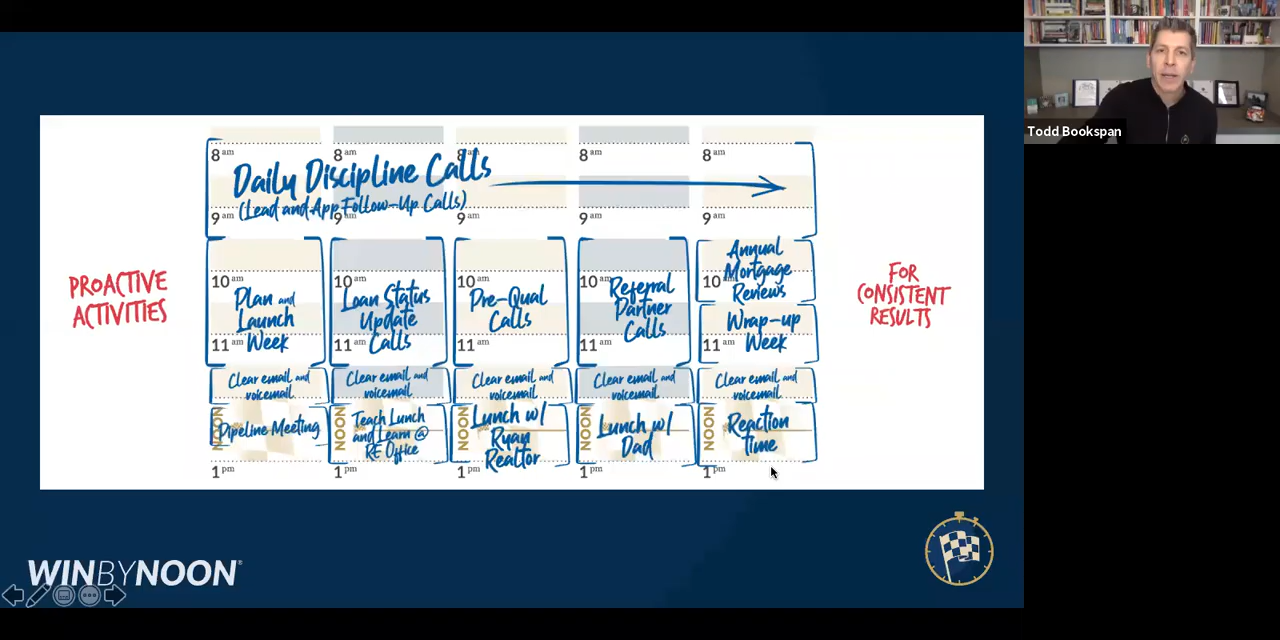 Todd Bookspan
8 am 8 am 8 am 8 am 8 am
Daily Discipline Calls
(Lead and App Follow-Up Calls)
9 am 9 am 9 am 9 am 9 am
PROACTIVE
ACTIVITIES
10 am 10 am 10 am 10 am 10 am
Plan and
Launch
Week
11 am
Loan Status
Update
Calls
11 am
Pre-Qual
Calls
11 am
Referral
Partner
Calls
11 am
Annual
Mortgage
Reviews
Wrap-up
Week
11 am
FOR
CONSISTENT
RESULTS
Clear email and
voicemail
Clear email and
voicemail
Clear email and
voicemail
Clear email and
voicemail
Clear email and
voicemail
NOON
Pipeline Meeting
NOON
Teach Lunch
and Learn @
RE Office
NOON
Lunch w/
Ryan
Realtor
NOON
Lunch w/
Dad
NOON
Reaction
Time
1 pm 1 pm 1 pm 1 pm 1 pm
WINBYNOON®